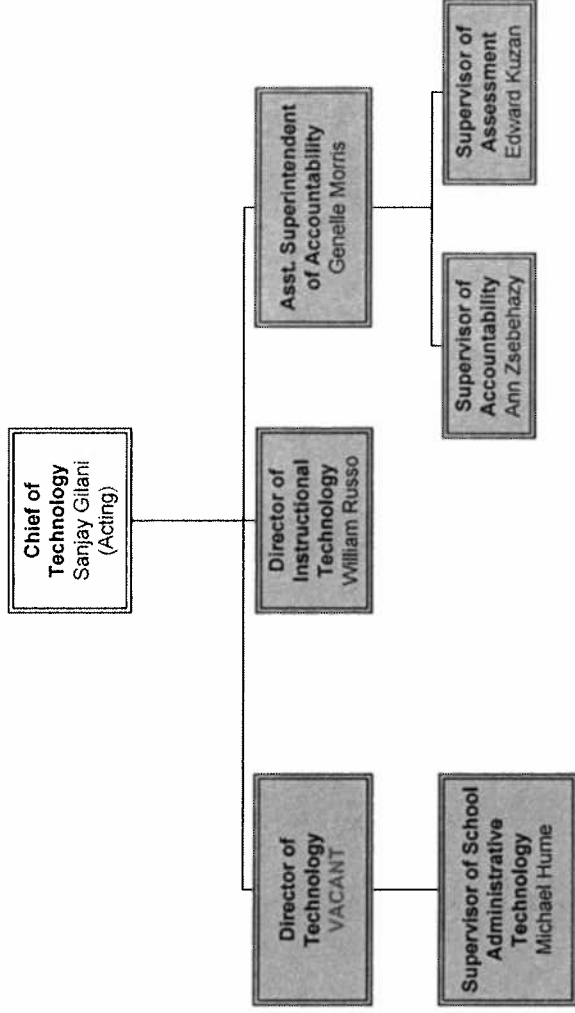 Chief of
Technology
Sanjay Gilani
(Acting)
Director of
Technology
VACANT
Director of
Instructional
Technology
William Russo
Asst. Superintendent
of Accountability
Genelle Morris
Supervisor of School
Administrative
Technology
Michael Hume
Supervisor of
Accountability
Ann Zsebehazy
Supervisor of
Assessment
Edward Kuzan